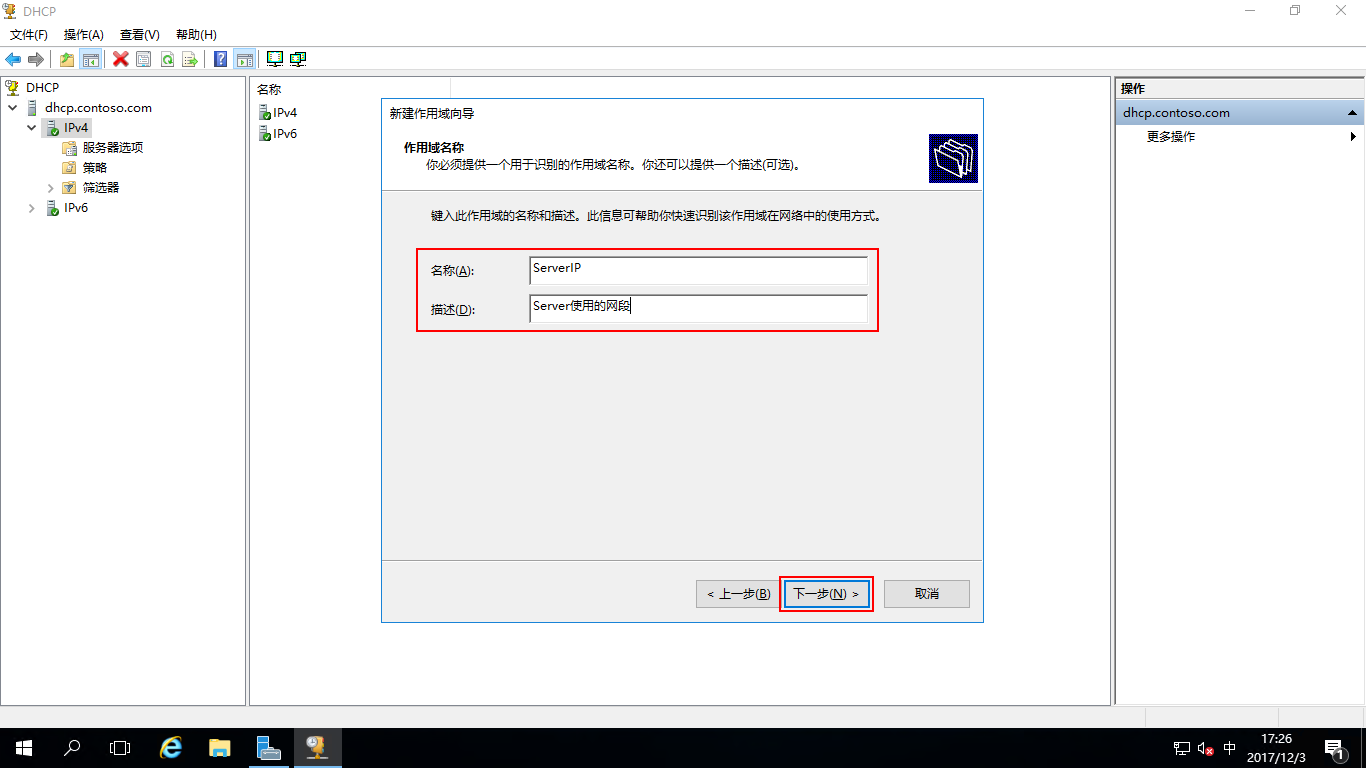 DHCP
文件(F) 操作(A) 查看(V) 帮助(H)
DHCP
dhcp.contoso.com
IPv4
服务器选项
策略
筛选器
IPv6
名称
IPv4
IPv6
新建作用域向导
作用域名称
你必须提供一个用于识别的作用域名称。你还可以提供一个描述(可选)。
键入此作用域的名称和描述。此信息可帮助你快速识别该作用域在网络中的使用方式。
名称(A): ServerIP
描述(D): Server使用的网段
< 上一步(B) 下一步(N) > 取消
操作
dhcp.contoso.com
更多操作
中
17:26
2017/12/3
1